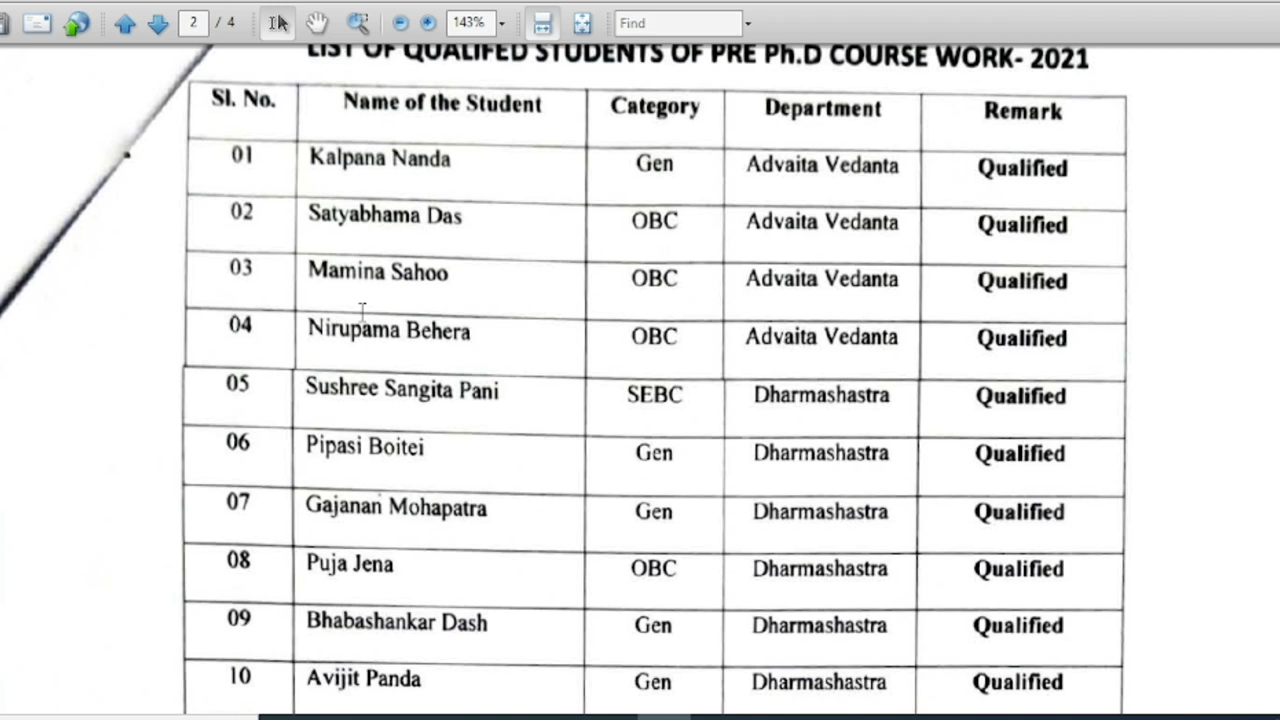 2 / 4 143% Find
LIST OF QUALIFED STUDENTS OF PRE Ph.D COURSE WORK- 2021
Sl. No. Name of the Student Category Department Remark
01 Kalpana Nanda Gen Advaita Vedanta Qualified
02 Satyabhama Das OBC Advaita Vedanta Qualified
03 Mamina Sahoo OBC Advaita Vedanta Qualified
04 Nirupama Behera OBC Advaita Vedanta Qualified
05 Sushree Sangita Pani SEBC Dharmashastra Qualified
06 Pipasi Boitei Gen Dharmashastra Qualified
07 Gajanan Mohapatra Gen Dharmashastra Qualified
08 Puja Jena OBC Dharmashastra Qualified
09 Bhabashankar Dash Gen Dharmashastra Qualified
10 Avijit Panda Gen Dharmashastra Qualified